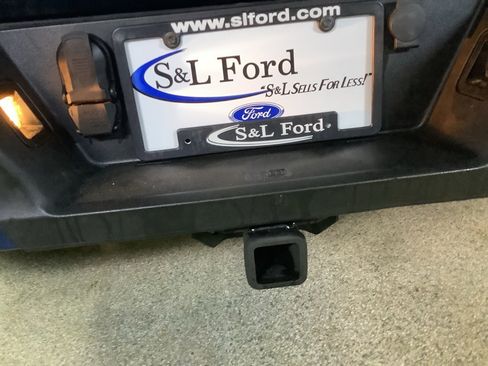 www.slford.com
S&L Ford
"S&L SELLS FOR LESS!"
Ford
S&L Ford